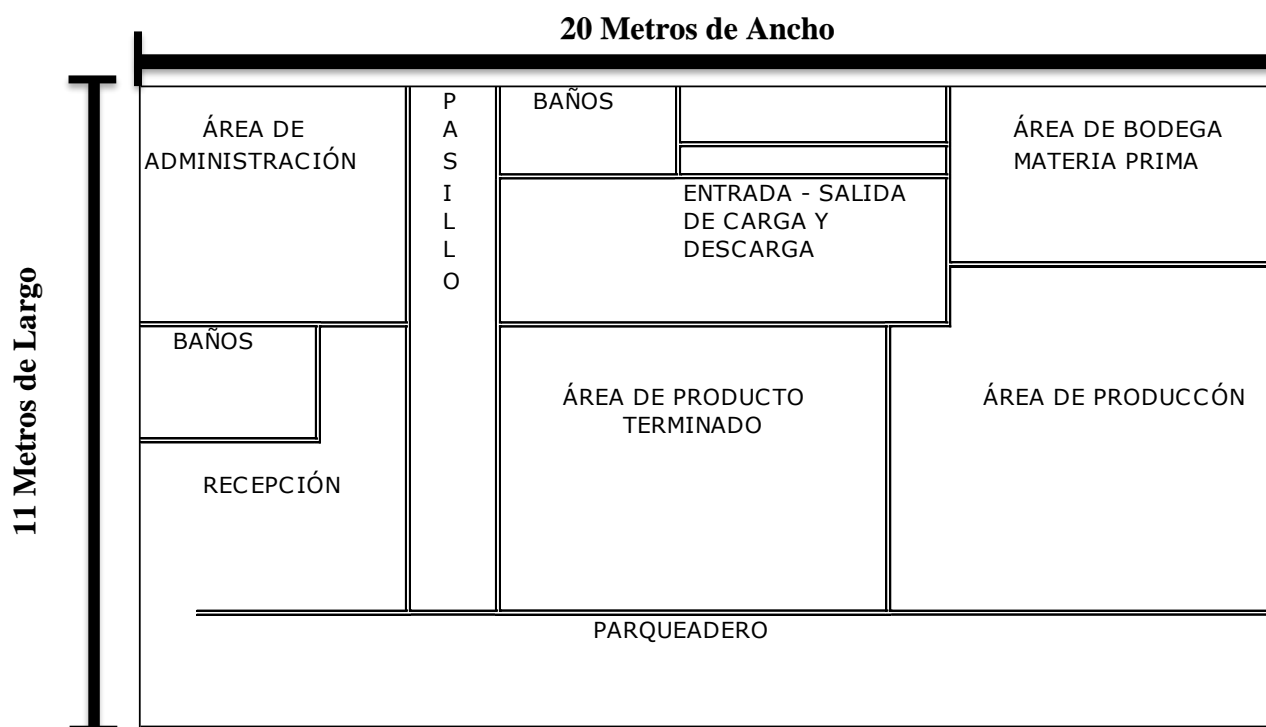 20 Metros de Ancho
11 Metros de Largo
ÁREA DE
ADMINISTRACIÓN
P
A
S
I
L
L
O
BAÑOS
ENTRADA - SALIDA
DE CARGA Y
DESCARGA
ÁREA DE BODEGA
MATERIA PRIMA
BAÑOS
RECEPCIÓN
ÁREA DE PRODUCTO
TERMINADO
ÁREA DE PRODUCCÓN
PARQUEADERO